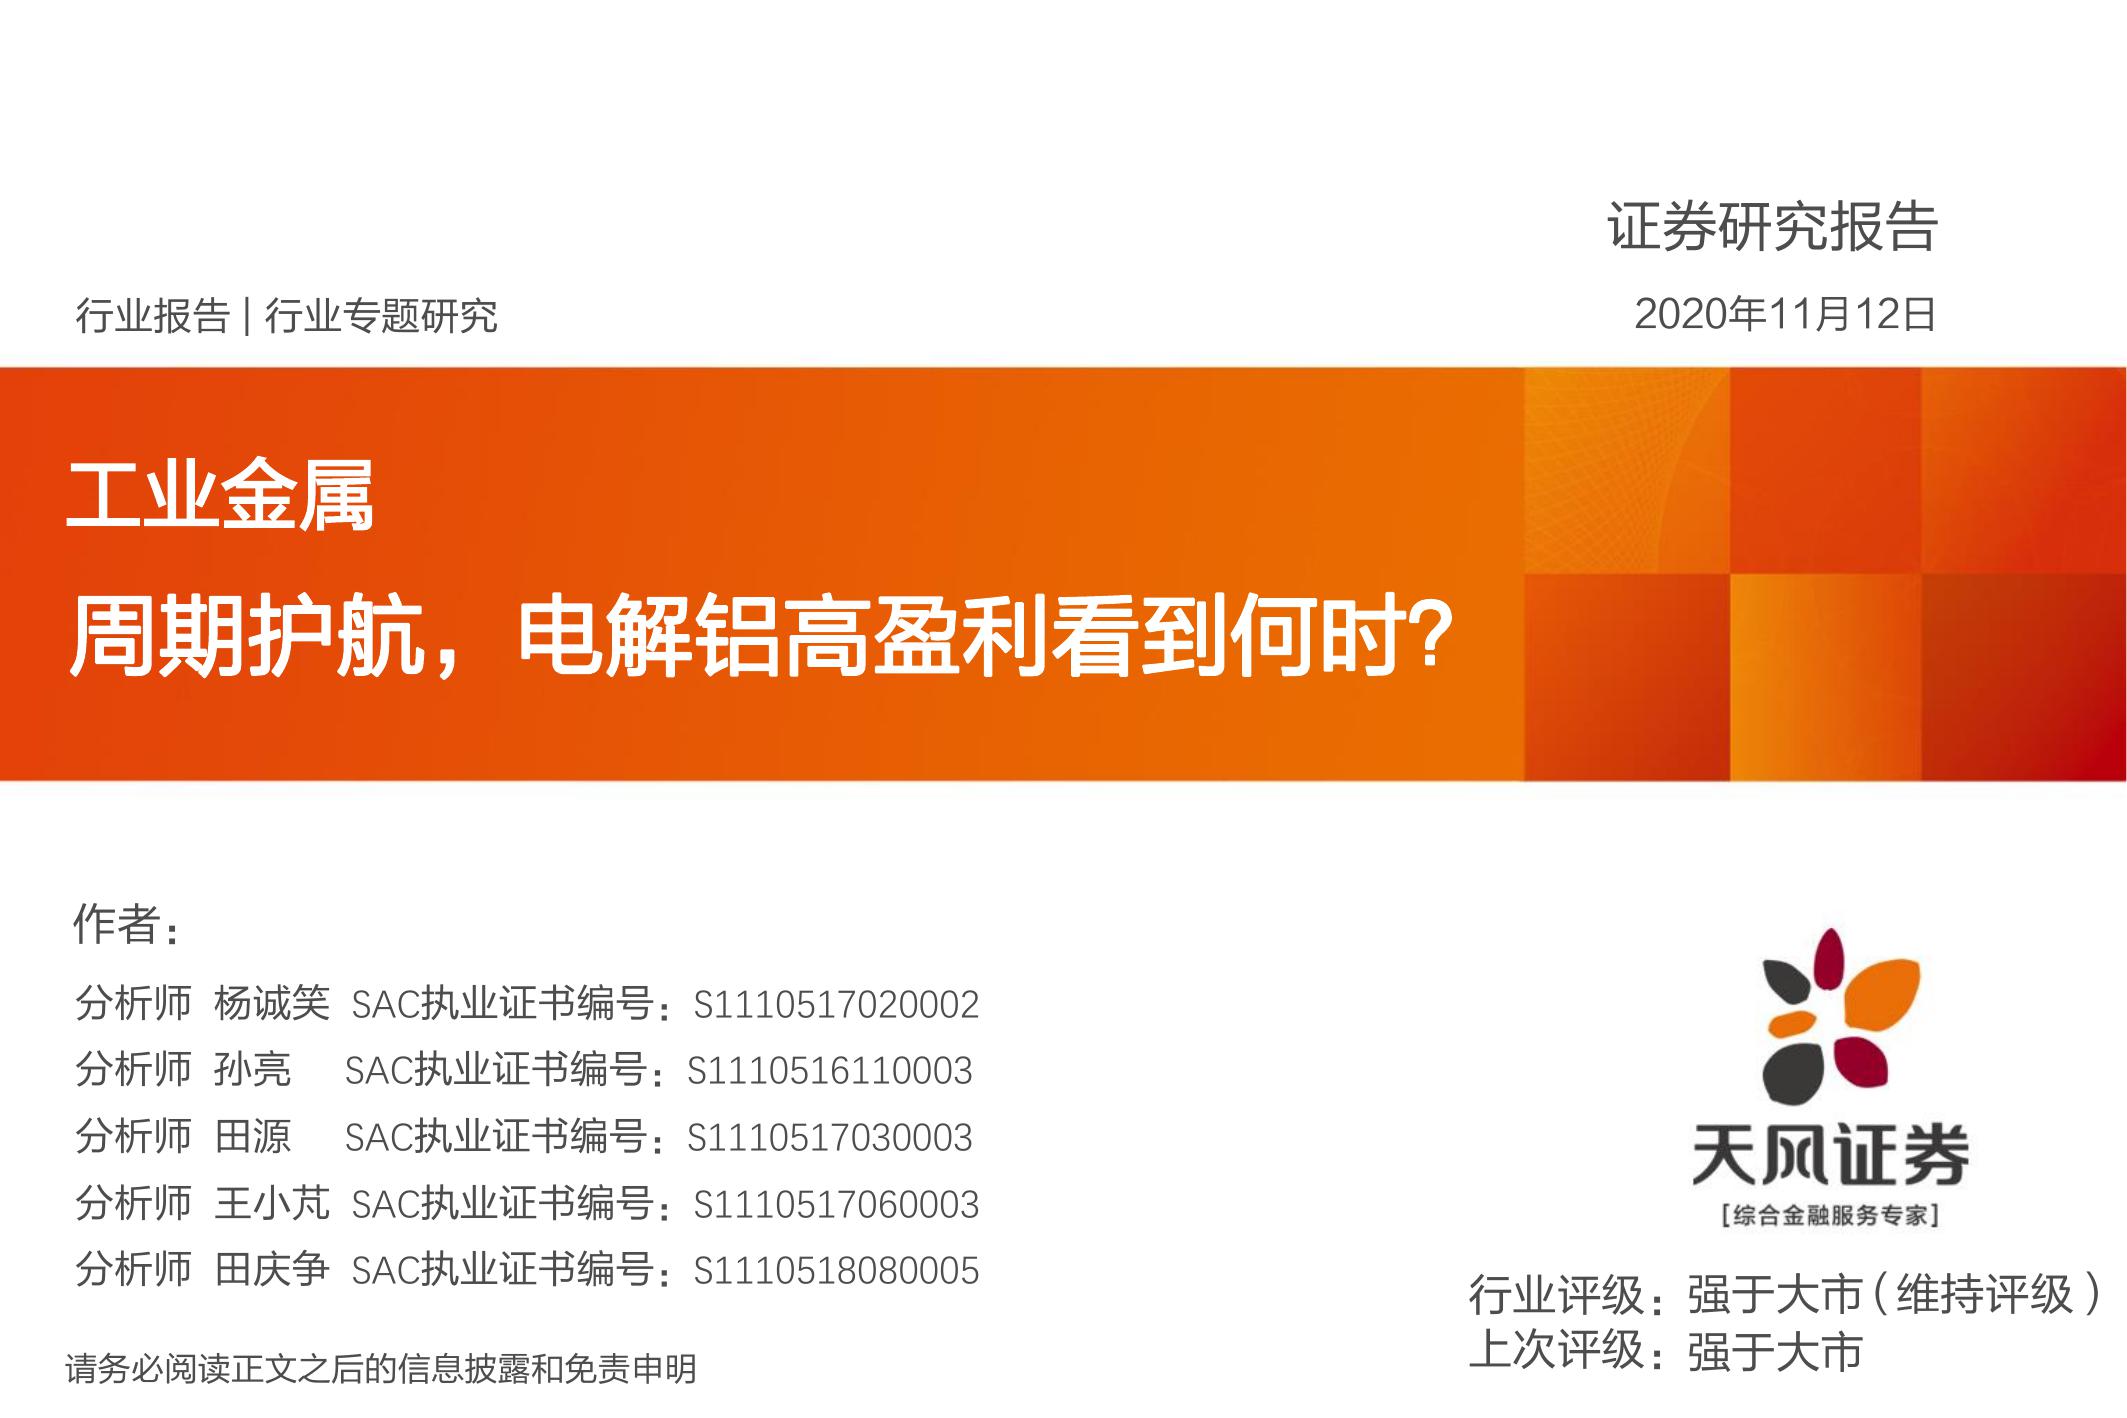 证券研究报告
行业报告 | 行业专题研究
2020年11月12日
工业金属
周期护航，电解铝高盈利看到何时？
作者：
分析师 杨诚笑 SAC执业证书编号：S1110517020002
分析师 孙亮 SAC执业证书编号：S1110516110003
分析师 田源 SAC执业证书编号：S1110517030003
分析师 王小芃 SAC执业证书编号：S1110517060003
分析师 田庆争 SAC执业证书编号：S1110518080005
天风证券
[综合金融服务专家]
行业评级：强于大市（维持评级）
上次评级：强于大市
请务必阅读正文之后的信息披露和免责申明